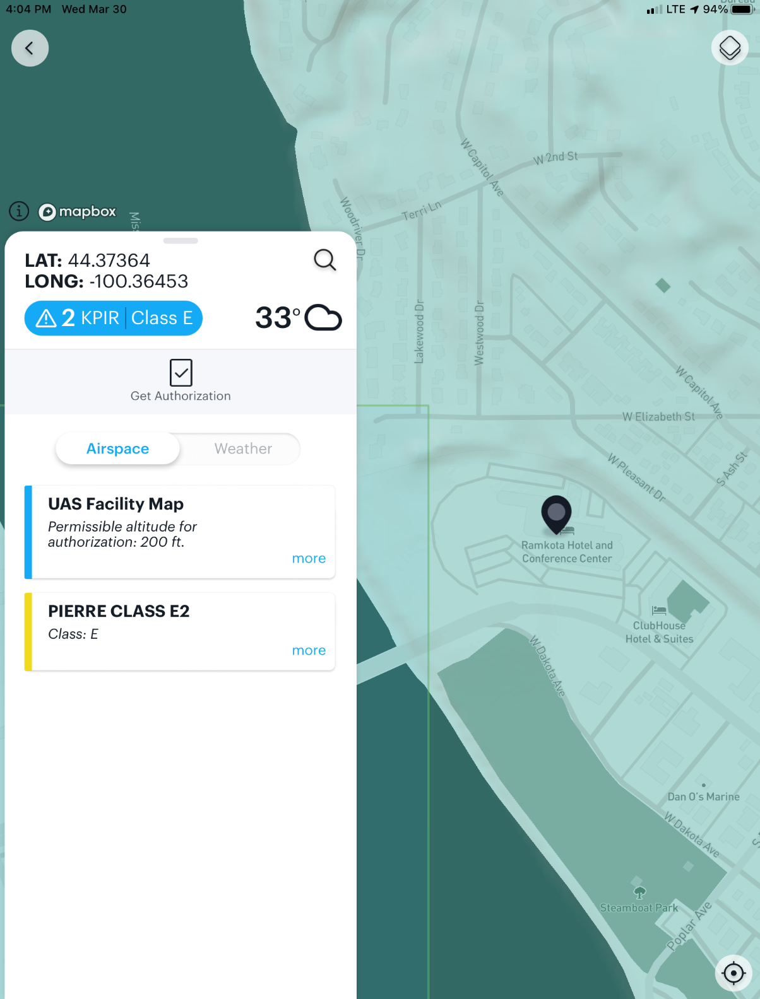 4:04 PM Wed Mar 30
LTE 94%
W 2nd St
W Capitol Ave
Terri Ln
Woodriver Dr
mapbox
Mis
LAT: 44.37364
LONG: -100.36453
2 KPIR | Class E
33°
Get Authorization
Airspace
Weather
UAS Facility Map
Permissible altitude for
authorization: 200 ft.
more
PIERRE CLASS E2
Class: E
more
Lakewood Dr
Westwood Dr
W Capitol Ave
W Elizabeth St
S Ash St
W Pleasant Dr
Ramkota Hotel and
Conference Center
ClubHouse
Hotel & Suites
W Dakota Ave
Dan O's Marine
W Dakota Ave
S
Steamboat Park
Poplar Ave